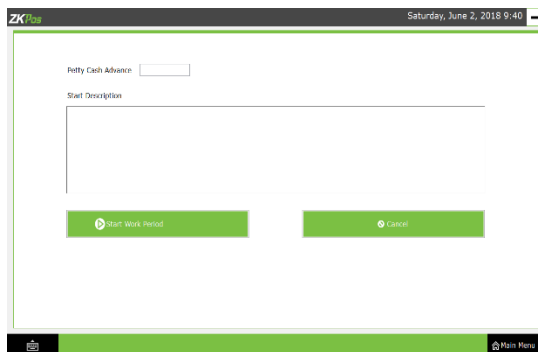 ZKPos
Saturday, June 2, 2018 9:40
Petty Cash Advance
Start Description
Start Work Period
Cancel
Main Menu